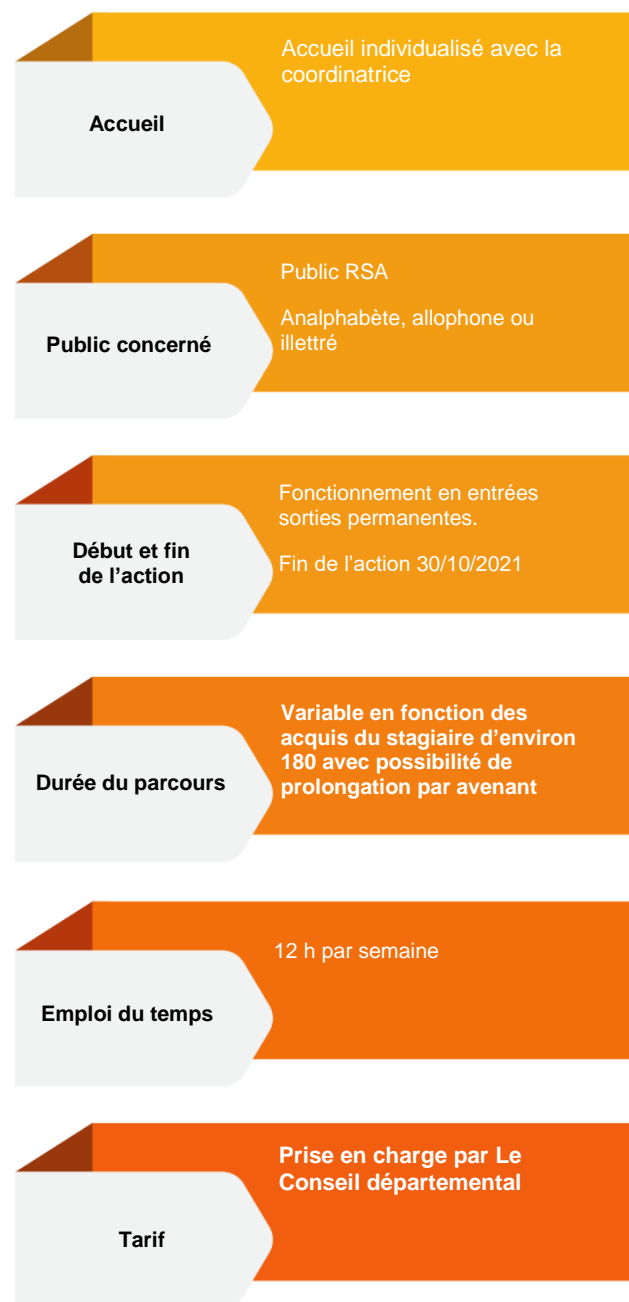 Accueil individualisé avec la
coordinatrice
Accueil
Public RSA
Analphabète, allophone ou
illettré
Public concerné
Fonctionnement en entrées
sorties permanentes.
Fin de l’action 30/10/2021
Début et fin
de l’action
Variable en fonction des
acquis du stagiaire d’environ
180 avec possibilité de
prolongation par avenant
Durée du parcours
12 h par semaine
Emploi du temps
Prise en charge par Le
Conseil départemental
Tarif